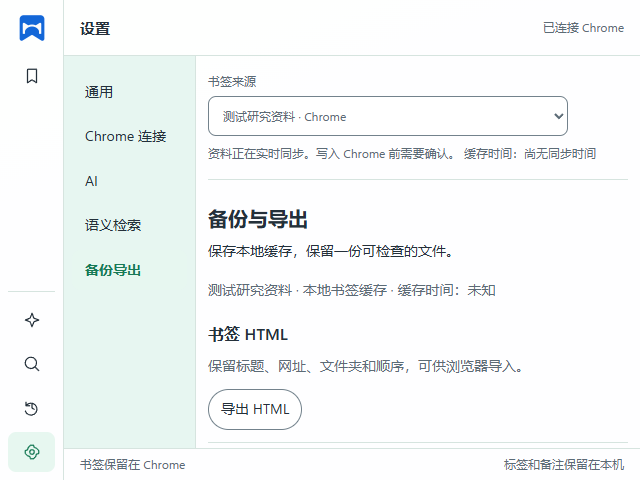 设置
已连接 Chrome
通用
Chrome 连接
AI
语义检索
备份导出
书签来源
测试研究资料 · Chrome
资料正在实时同步。写入 Chrome 前需要确认。 缓存时间：尚无同步时间
备份与导出
保存本地缓存，保留一份可检查的文件。
测试研究资料 · 本地书签缓存 · 缓存时间：未知
书签 HTML
保留标题、网址、文件夹和顺序，可供浏览器导入。
导出 HTML
书签保留在 Chrome
标签和备注保留在本机